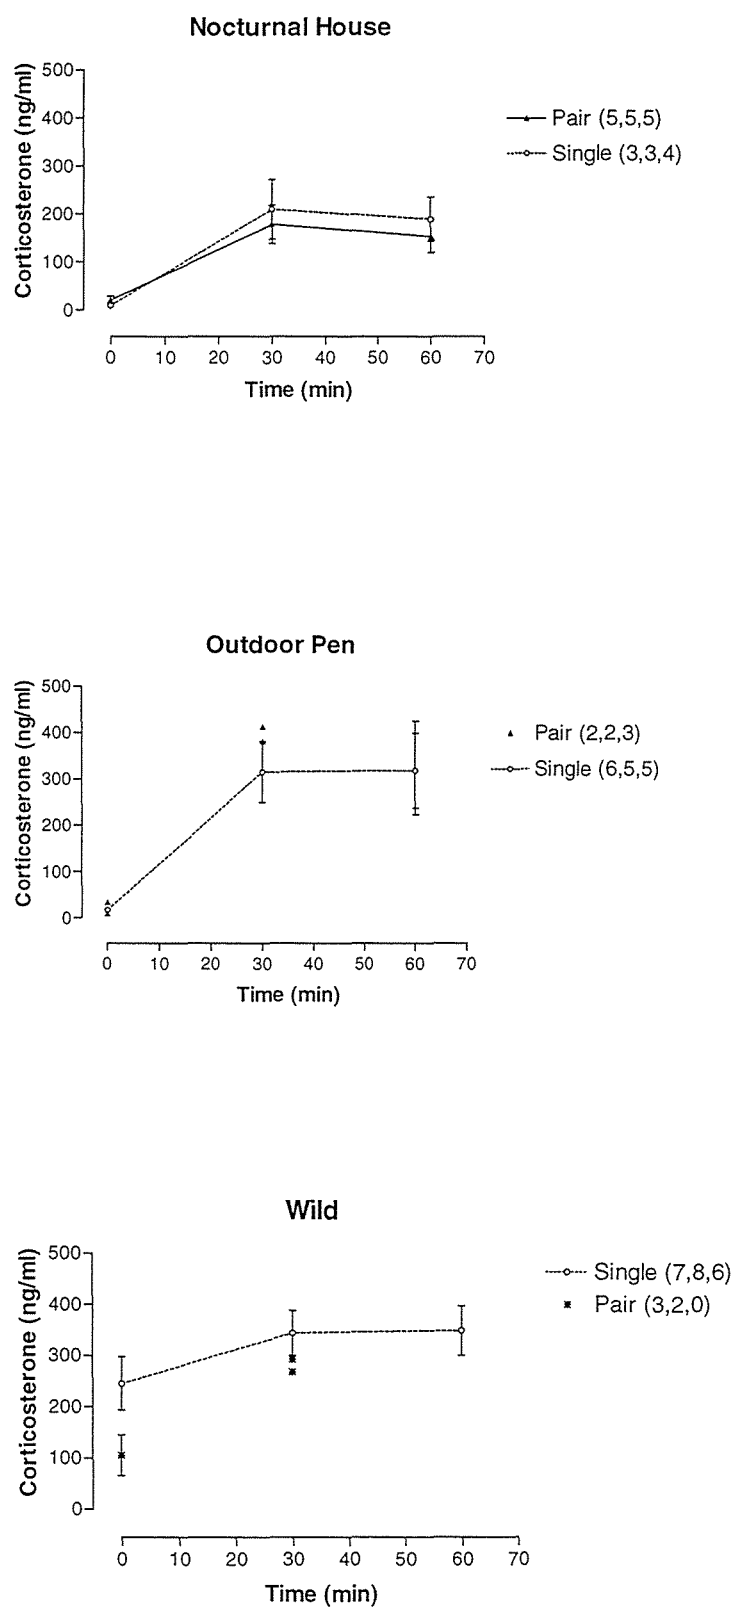 Nocturnal House
Corticosterone (ng/ml)
500
400
300
200
100
0
0 10 20 30 40 50 60 70
Time (min)
Pair (5,5,5)
Single (3,3,4)
Outdoor Pen
Corticosterone (ng/ml)
500
400
300
200
100
0
0 10 20 30 40 50 60 70
Time (min)
Pair (2,2,3)
Single (6,5,5)
Wild
Corticosterone (ng/ml)
500
400
300
200
100
0
0 10 20 30 40 50 60 70
Time (min)
Single (7,8,6)
Pair (3,2,0)